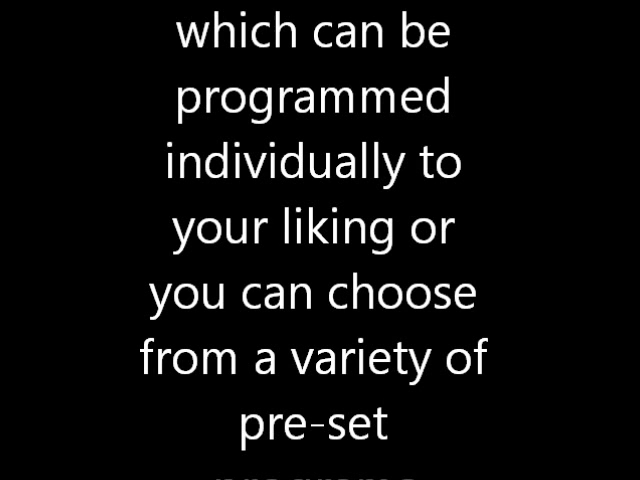 which can be
programmed
individually to
your liking or
you can choose
from a variety of
pre-set